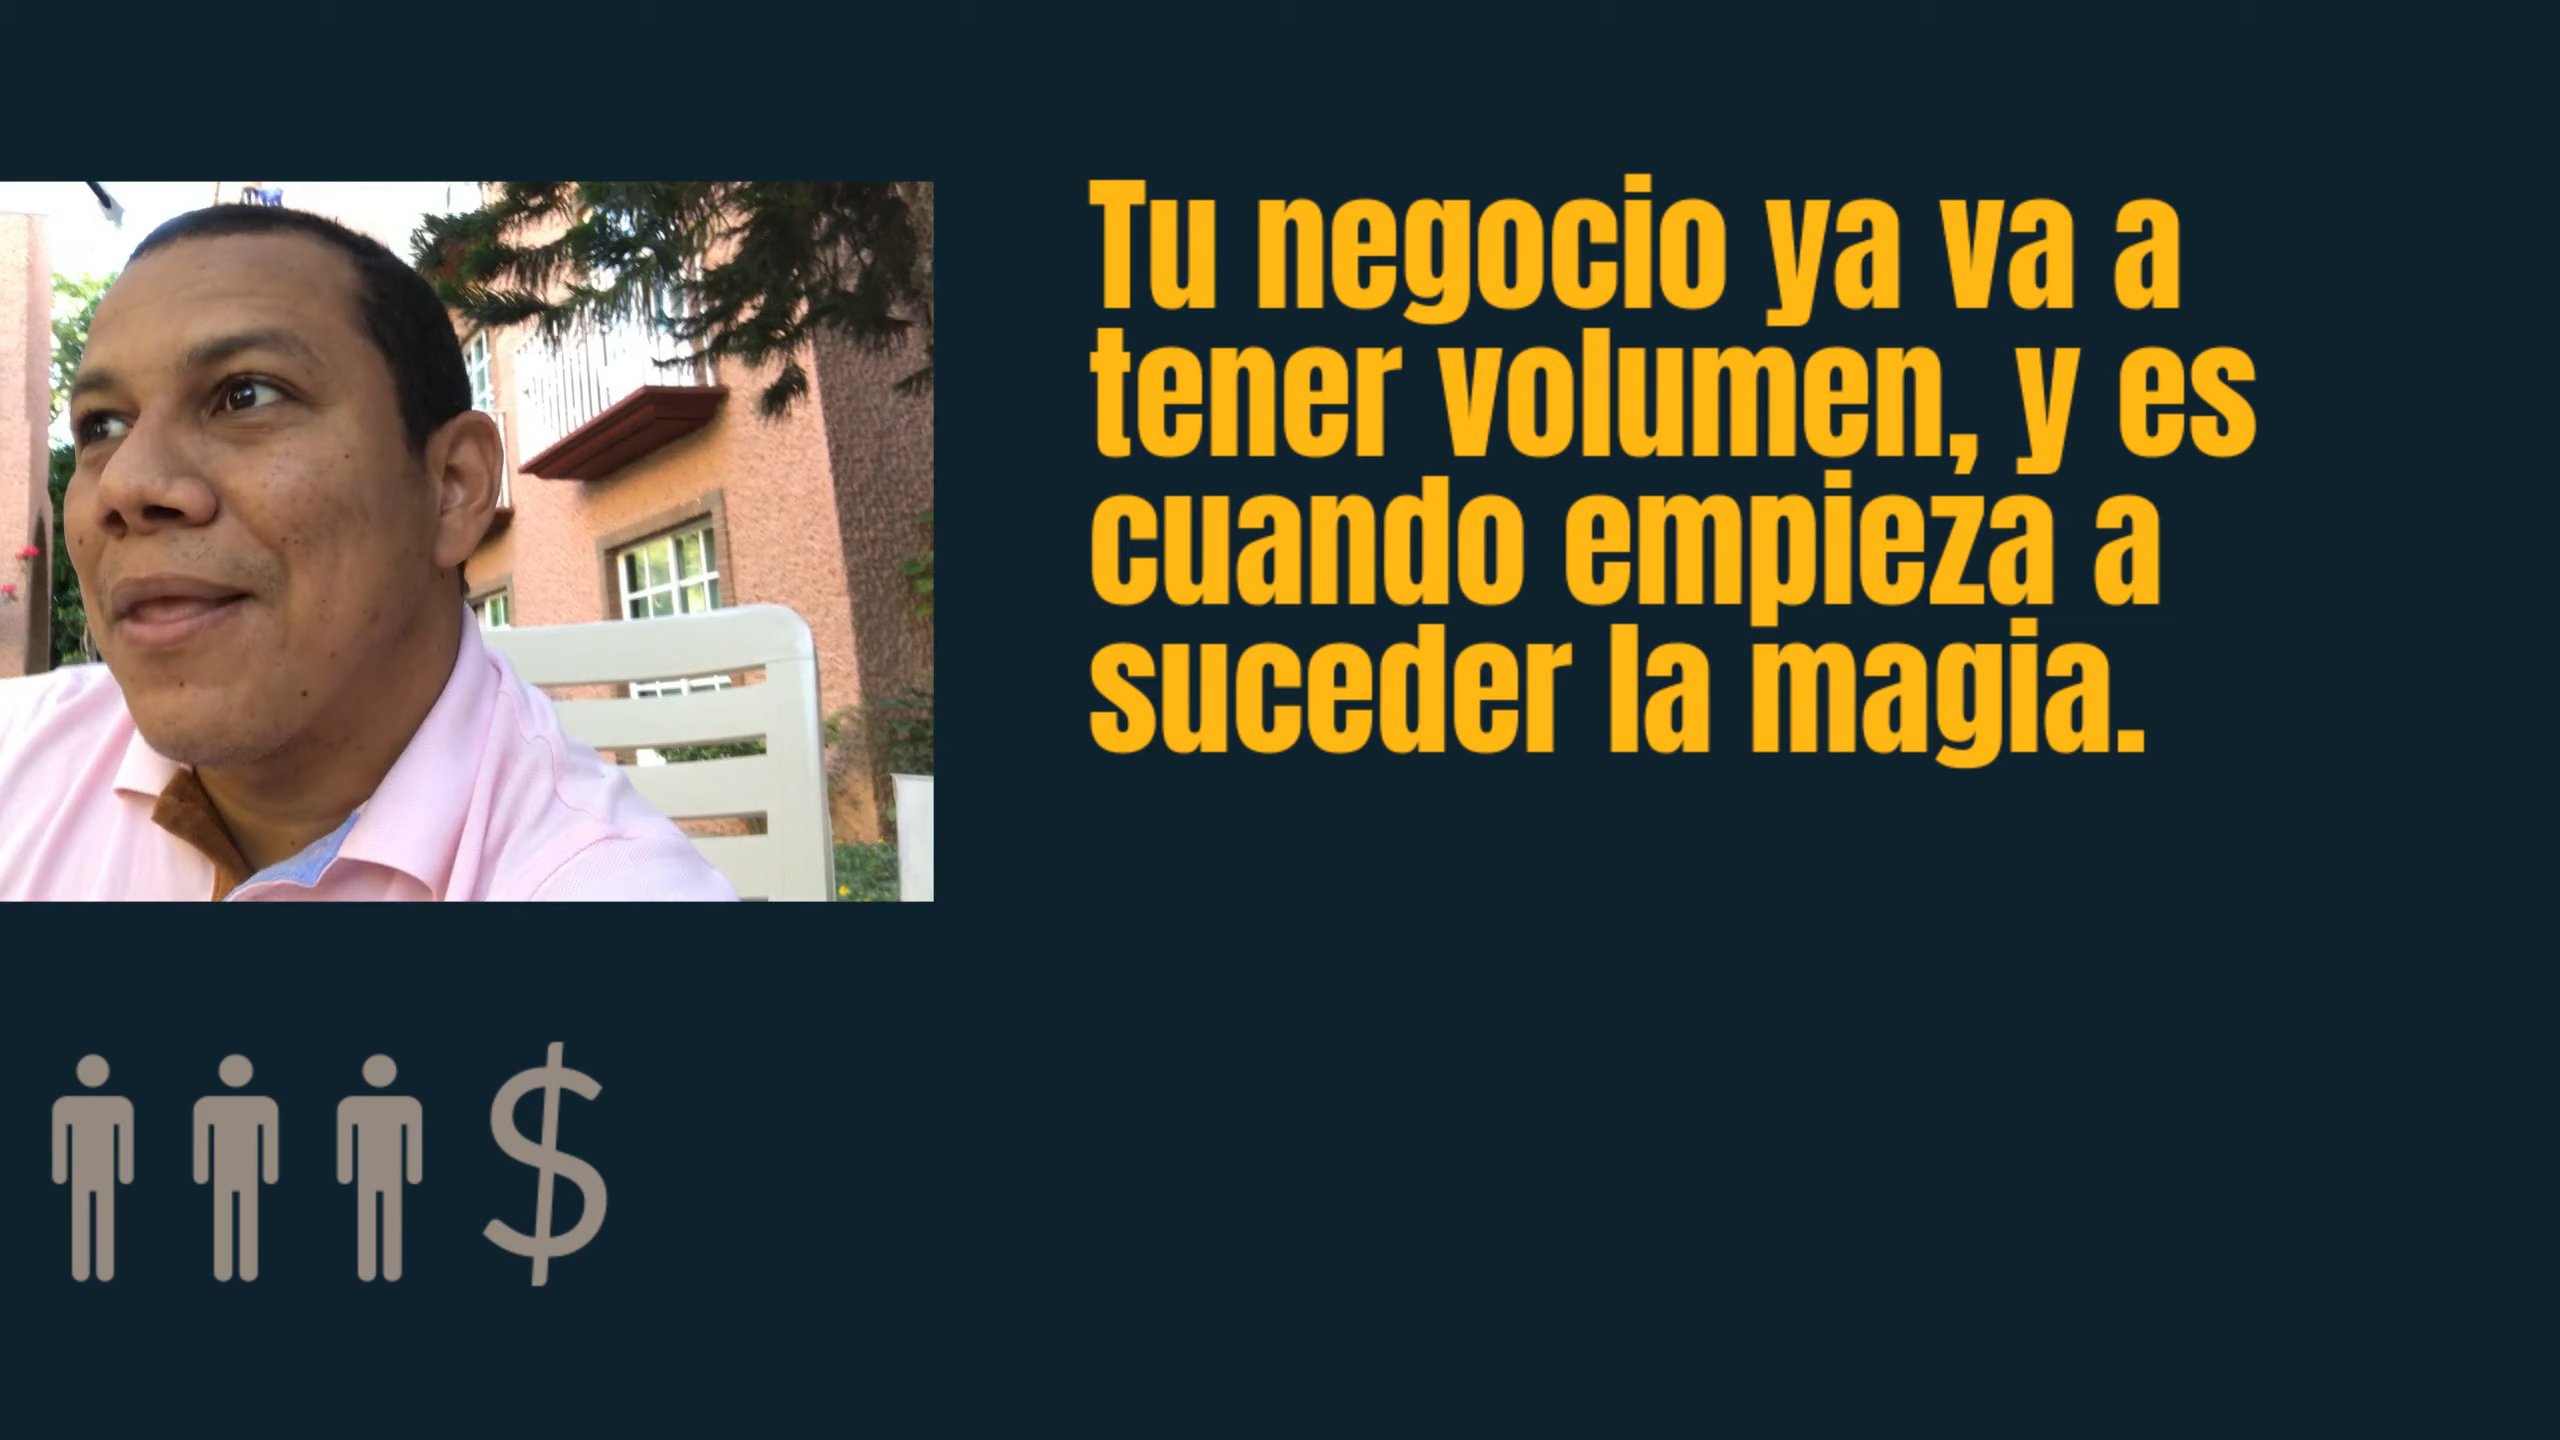 Tu negocio ya va a
tener volumen, y es
cuando empieza a
suceder la magia.
$